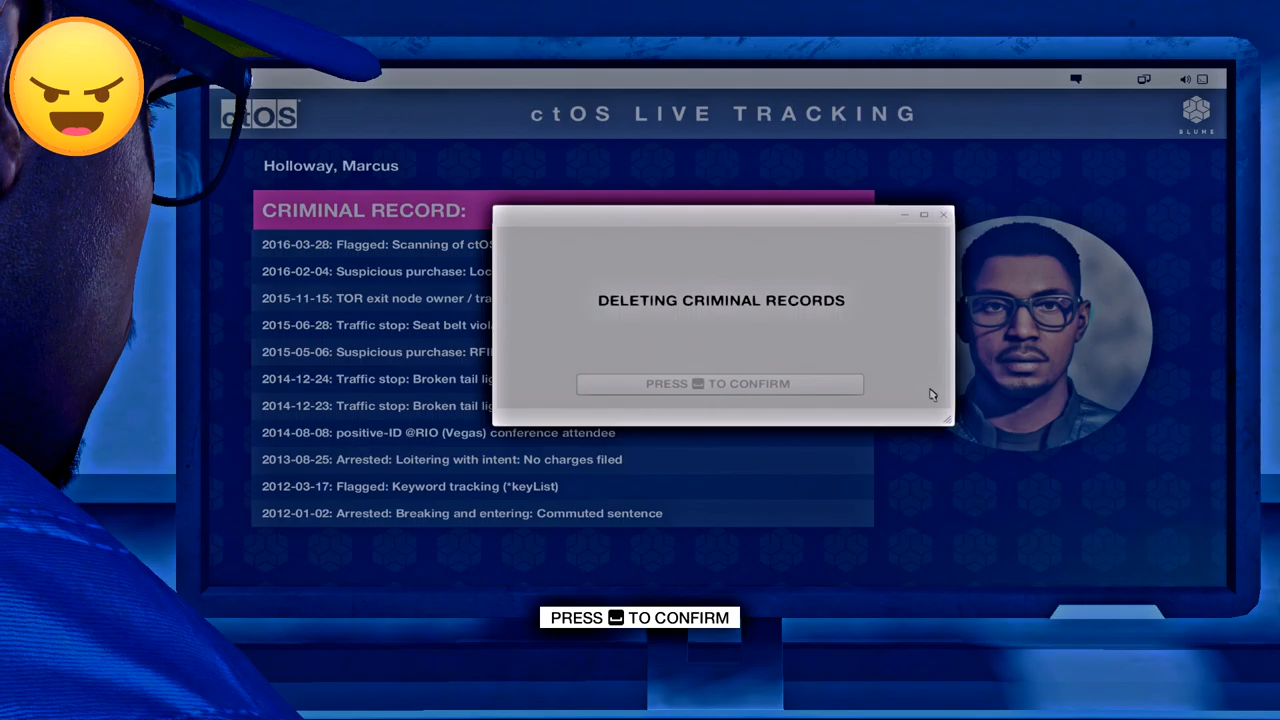 ctOS
ctOS LIVE TRACKING
BLUME
Holloway, Marcus
CRIMINAL RECORD:
2016-03-28: Flagged: Scanning of ctOS
2016-02-04: Suspicious purchase: Loc
2015-11-15: TOR exit node owner / tra
2015-06-28: Traffic stop: Seat belt viol
2015-05-06: Suspicious purchase: RFI
2014-12-24: Traffic stop: Broken tail lig
2014-12-23: Traffic stop: Broken tail lig
2014-08-08: positive-ID @RIO (Vegas) conference attendee
2013-08-25: Arrested: Loitering with intent: No charges filed
2012-03-17: Flagged: Keyword tracking (*keyList)
2012-01-02: Arrested: Breaking and entering: Commuted sentence
DELETING CRIMINAL RECORDS
PRESS TO CONFIRM
PRESS TO CONFIRM